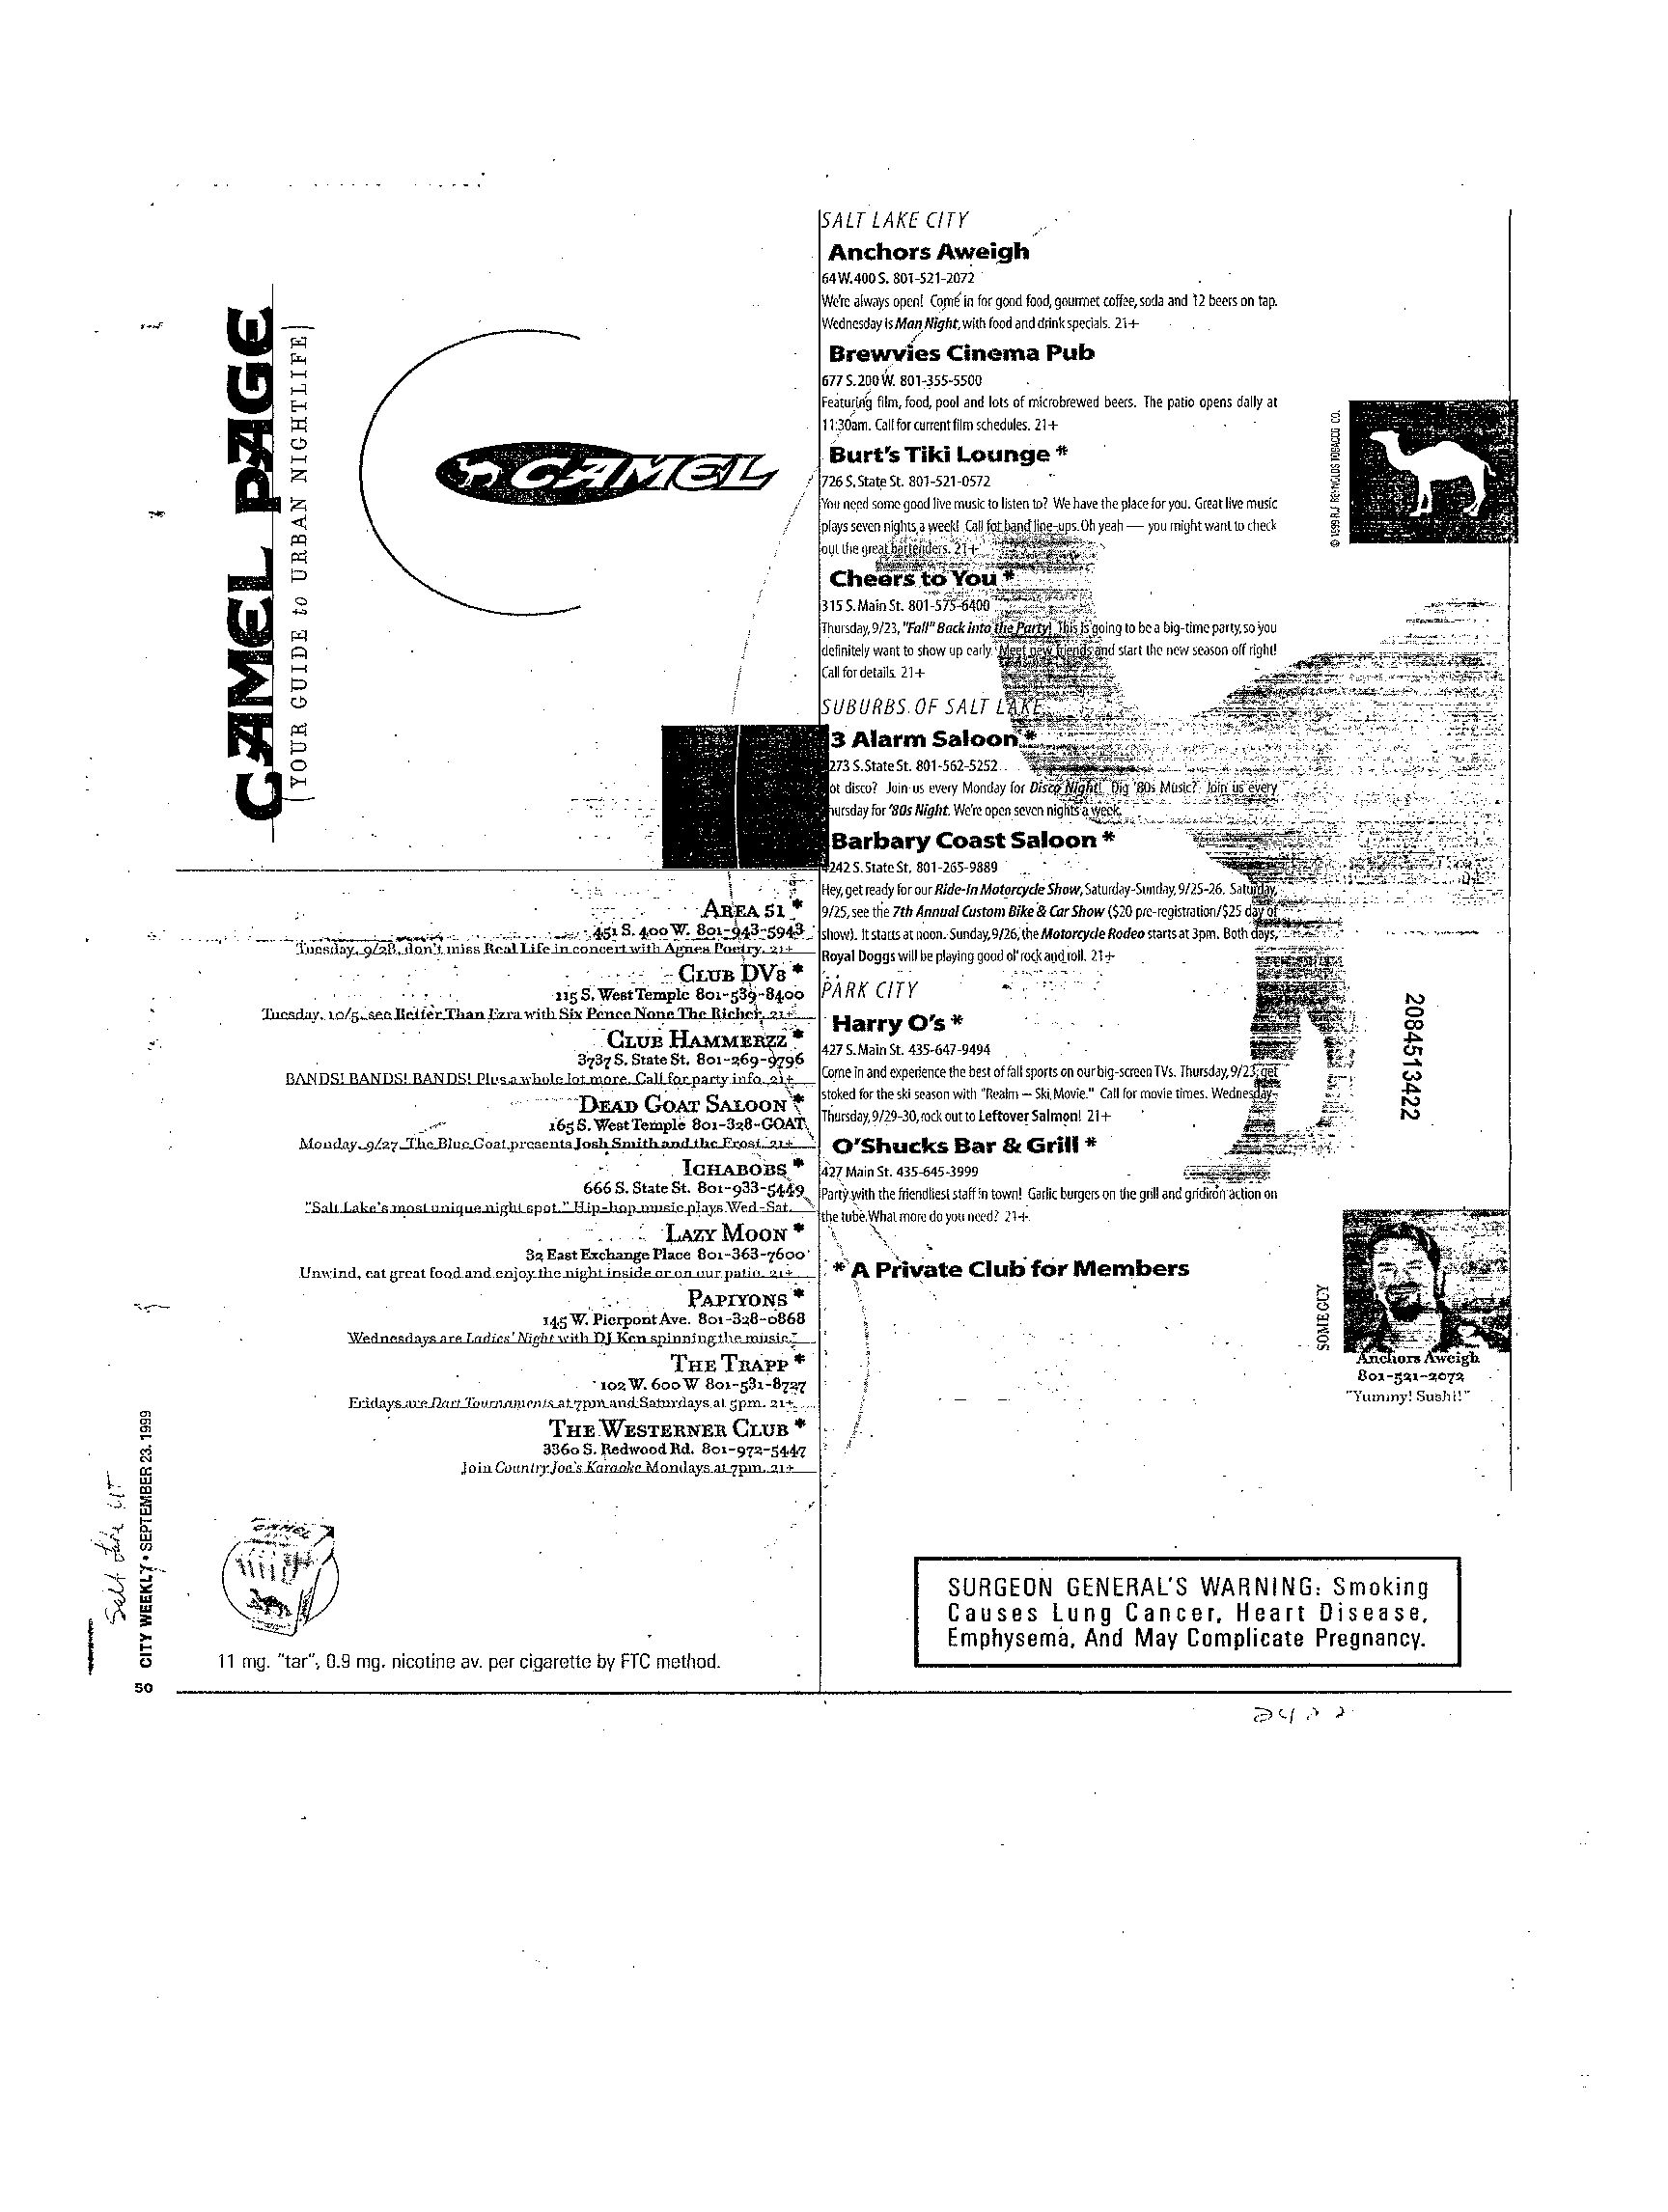 CAMEL PAGE
YOUR GUIDE to URBAN NIGHTLIFE
CAMEL
AREA 51 *
451 S. 400 W. 801-943-5943
Tuesday, 9/28, don't miss Real Life in concert with Agnes Poetry. 21+
CLUB DV8 *
115 S. West Temple 801-539-8400
Tuesday, 10/5, see Better Than Ezra with Six Pence None The Richer. 21+
CLUB HAMMERZZ *
3737 S. State St. 801-269-9796
BANDS! BANDS! BANDS! Plus a whole lot more. Call for party info. 21+
DEAD GOAT SALOON *
165 S. West Temple 801-328-GOAT
Monday, 9/27, The Blue Goat presents Josh Smith and the Frost. 21+
ICHABOBS *
666 S. State St. 801-933-5449
"Salt Lake's most unique night spot." Hip-hop music plays Wed-Sat.
LAZY MOON *
32 East Exchange Place 801-363-7600
Unwind, eat great food and enjoy the night inside or on our patio. 21+
PAPIYONS *
145 W. Pierpont Ave. 801-328-0868
Wednesdays are Ladies' Night with DJ Ken spinning the music.
THE TRAPP *
102 W. 600 W 801-531-8727
Fridays are Dart Tournaments at 7pm and Saturdays at 5pm. 21+
THE WESTERNER CLUB *
3360 S. Redwood Rd. 801-972-5447
Join Country Joe's Karaoke Mondays at 7pm. 21+
CAMEL
11 mg. "tar", 0.9 mg. nicotine av. per cigarette by FTC method.
SALT LAKE CITY
Anchors Aweigh
64 W. 400 S. 801-521-2072
We're always open! Come in for good food, gourmet coffee, soda and 12 beers on tap.
Wednesday is Man Night, with food and drink specials. 21+
Brewvies Cinema Pub
677 S. 200 W. 801-355-5500
Featuring film, food, pool and lots of microbrewed beers. The patio opens daily at
11:30am. Call for current film schedules. 21+
Burt's Tiki Lounge *
726 S. State St. 801-521-0572
You need some good live music to listen to? We have the place for you. Great live music
plays seven nights a week! Call for band line-ups. Oh yeah — you might want to check
out the great bartenders. 21+
Cheers to You *
315 S. Main St. 801-575-6400
Thursday, 9/23, "Fall" Back into the Party! This is going to be a big-time party, so you
definitely want to show up early. Meet new friends and start the new season off right!
Call for details. 21+
SUBURBS OF SALT LAKE
3 Alarm Saloon *
273 S. State St. 801-562-5252
ot disco? Join us every Monday for Disco Night! Dig '80s Music? Join us every
ursday for '80s Night. We're open seven nights a week.
Barbary Coast Saloon *
4242 S. State St. 801-265-9889
Hey, get ready for our Ride-In Motorcycle Show, Saturday-Sunday, 9/25-26. Saturday,
9/25, see the 7th Annual Custom Bike & Car Show ($20 pre-registration/$25 day of
show). It starts at noon. Sunday, 9/26, the Motorcycle Rodeo starts at 3pm. Both days,
Royal Doggs will be playing good ol' rock and roll. 21+
PARK CITY
Harry O's *
427 S. Main St. 435-647-9494
Come in and experience the best of fall sports on our big-screen TVs. Thursday, 9/23, get
stoked for the ski season with "Realm — Ski Movie." Call for movie times. Wednesday-
Thursday, 9/29-30, rock out to Leftover Salmon! 21+
O'Shucks Bar & Grill *
427 Main St. 435-645-3999
Party with the friendliest staff in town! Garlic burgers on the grill and gridiron action on
the tube. What more do you need? 21+
* A Private Club for Members
© 1999 R.J. REYNOLDS TOBACCO CO.
208451 3422
SOME GUY
Anchors Aweigh
801-521-2072
"Yummy! Sushi!"
SURGEON GENERAL'S WARNING: Smoking
Causes Lung Cancer, Heart Disease,
Emphysema, And May Complicate Pregnancy.
Salt Lake UT
CITY WEEKLY • SEPTEMBER 23, 1999
50
2422